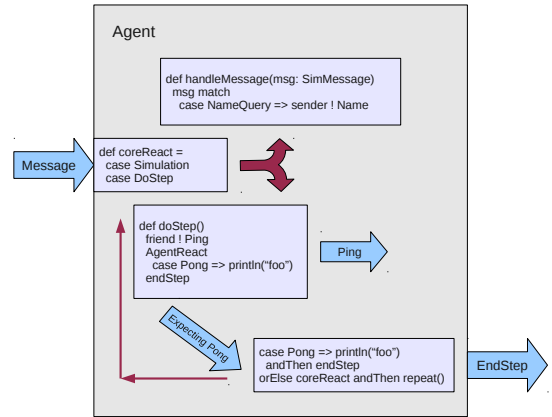 Agent
def handleMessage(msg: SimMessage)
msg match
case NameQuery => sender ! Name
Message
def coreReact =
case Simulation
case DoStep
def doStep()
friend ! Ping
AgentReact
case Pong => println("foo")
endStep
Ping
Expecting Pong
case Pong => println("foo")
andThen endStep
orElse coreReact andThen repeat()
EndStep